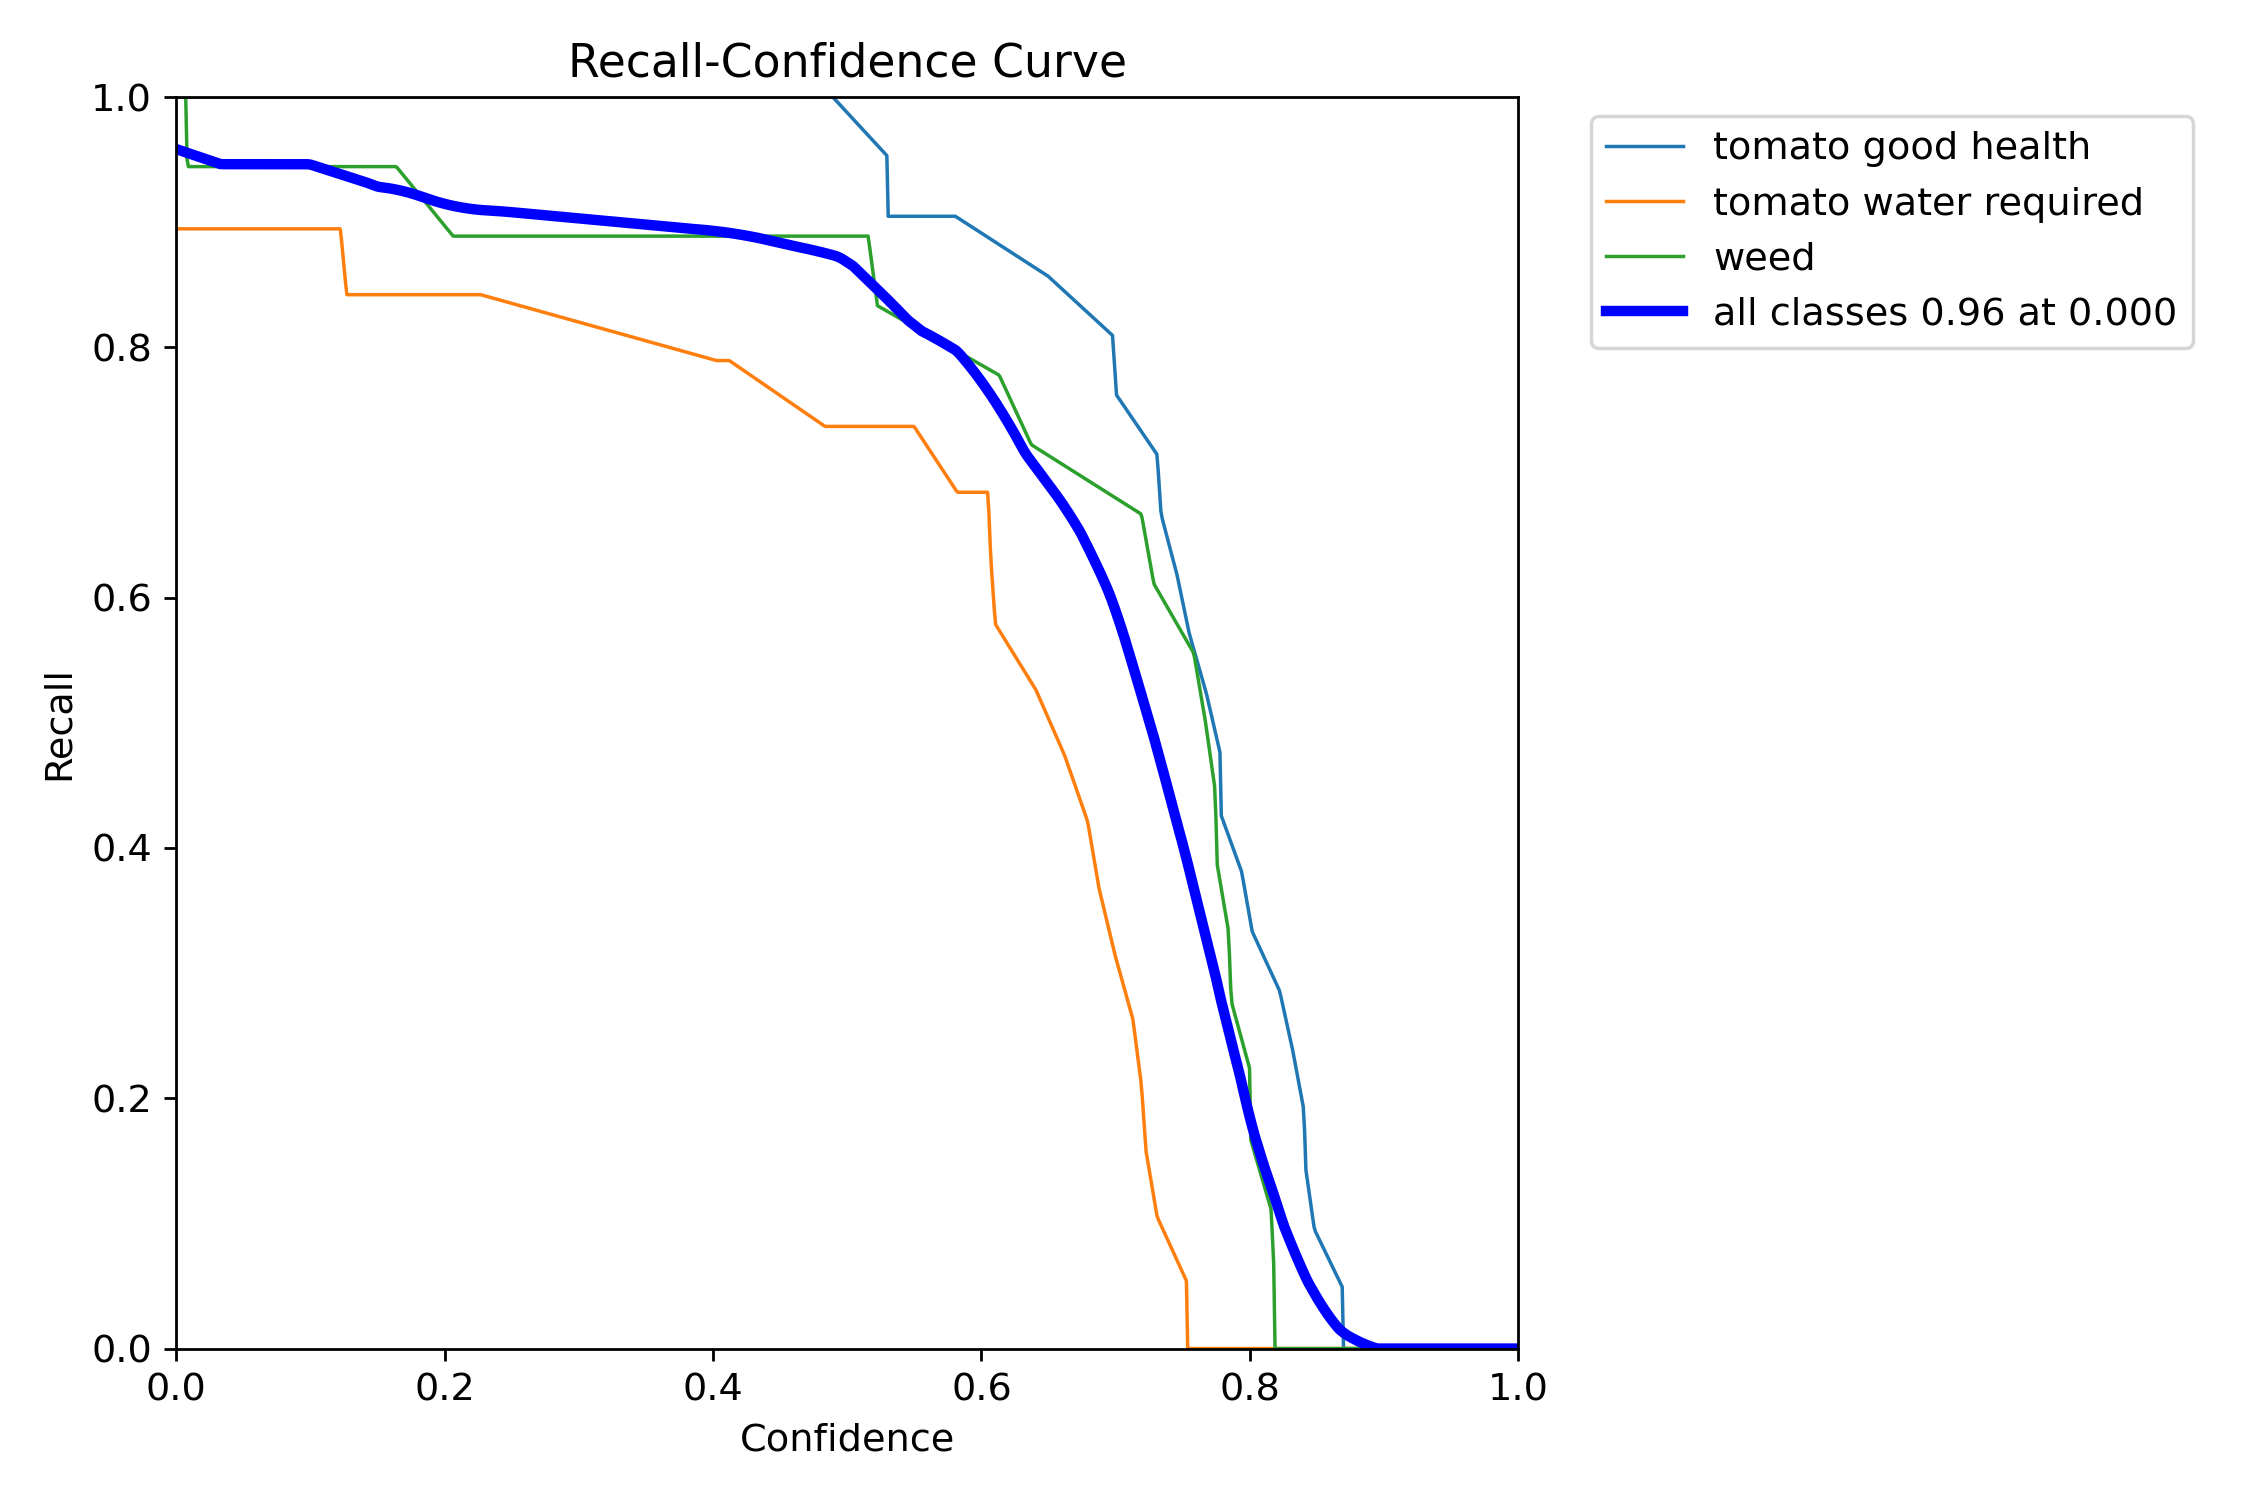 Recall-Confidence Curve
1.0
0.8
0.6
0.4
0.2
0.0
Recall
0.0 0.2 0.4 0.6 0.8 1.0
Confidence
tomato good health
tomato water required
weed
all classes 0.96 at 0.000